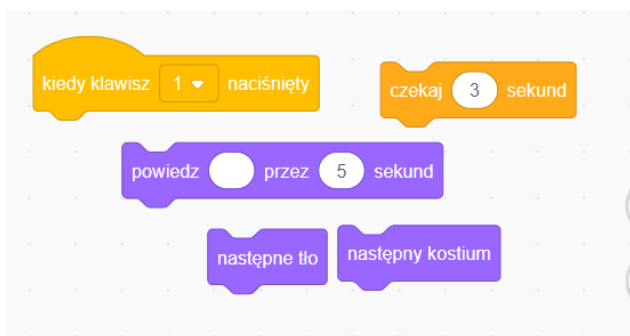 kiedy klawisz 1 naciśnięty
czekaj 3 sekund
powiedz przez 5 sekund
następne tło
następny kostium